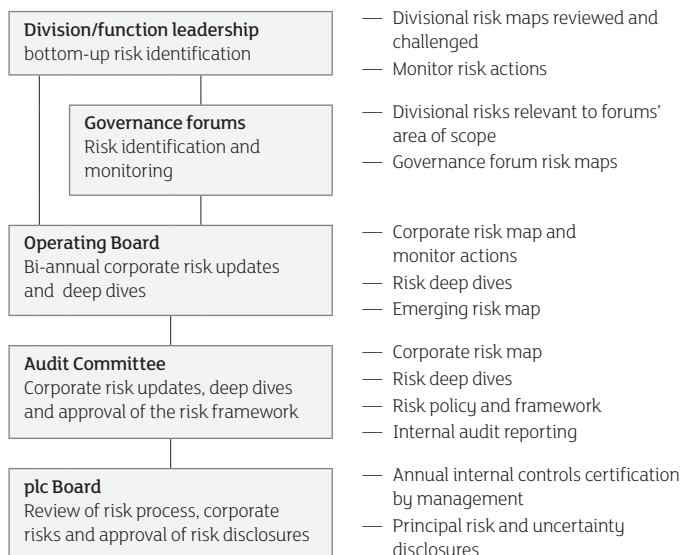 Division/function leadership
bottom-up risk identification
— Divisional risk maps reviewed and
challenged
— Monitor risk actions
Governance forums
Risk identification and
monitoring
— Divisional risks relevant to forums’
area of scope
— Governance forum risk maps
Operating Board
Bi-annual corporate risk updates
and deep dives
— Corporate risk map and
monitor actions
— Risk deep dives
— Emerging risk map
Audit Committee
Corporate risk updates, deep dives
and approval of the risk framework
— Corporate risk map
— Risk deep dives
— Risk policy and framework
— Internal audit reporting
plc Board
Review of risk process, corporate
risks and approval of risk disclosures
— Annual internal controls certification
by management
— Principal risk and uncertainty
disclosures